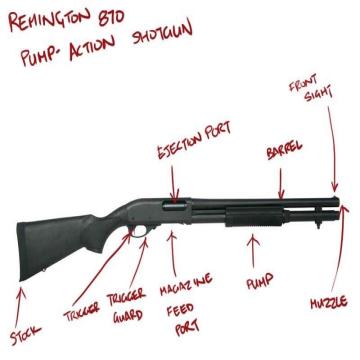 REMINGTON 870
PUMP-ACTION SHOTGUN
FRONT
SIGHT
EJECTION PORT
BARREL
STOCK
TRIGGER
TRIGGER
GUARD
MAGAZINE
FEED
PORT
PUMP
MUZZLE